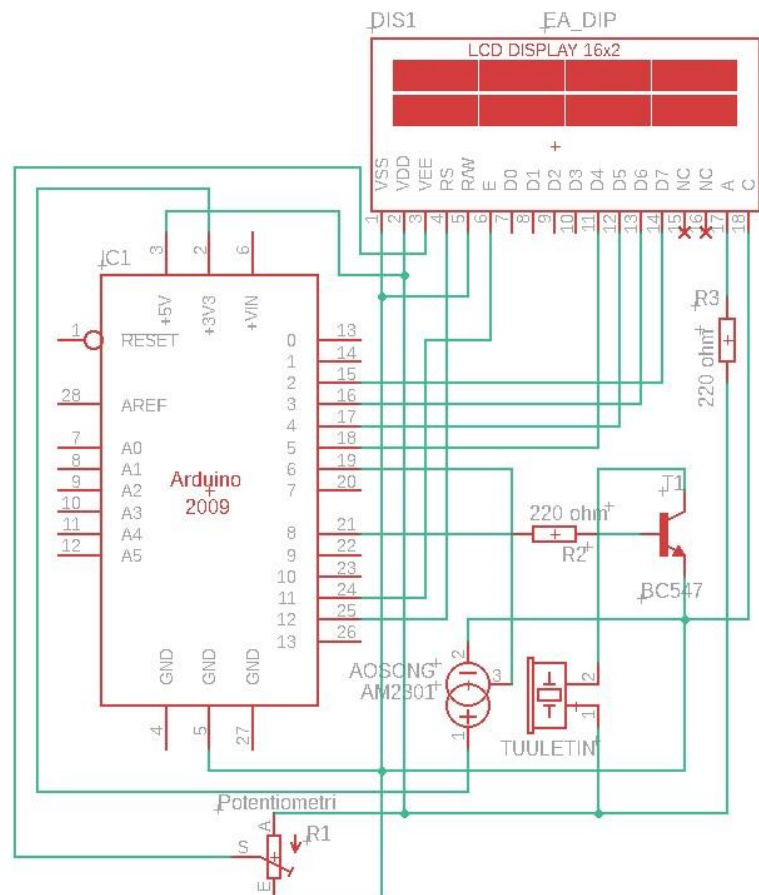 DIS1
EA_DIP
LCD DISPLAY 16x2
VSS VDD VEE RS R/W E D0 D1 D2 D3 D4 D5 D6 D7 NC NC A C
1 2 3 4 5 6 7 8 9 10 11 12 13 14 15 16 17 18
3 2 6
IC1
+5V +3V3 +VIN
R3
220 ohm
1 RESET
28 AREF
7 A0
8 A1
9 A2
10 A3
11 A4
12 A5
Arduino
2009
0 13
1 14
2 15
3 16
4 17
5 18
6 19
7 20
8 21
9 22
10 23
11 24
12 25
13 26
GND GND GND
4 5 27
220 ohm
R2
T1
BC547
AOSONG
AM2301
2
3
1
2
1
TUULETIN
Potentiometri
A
R1
S
E